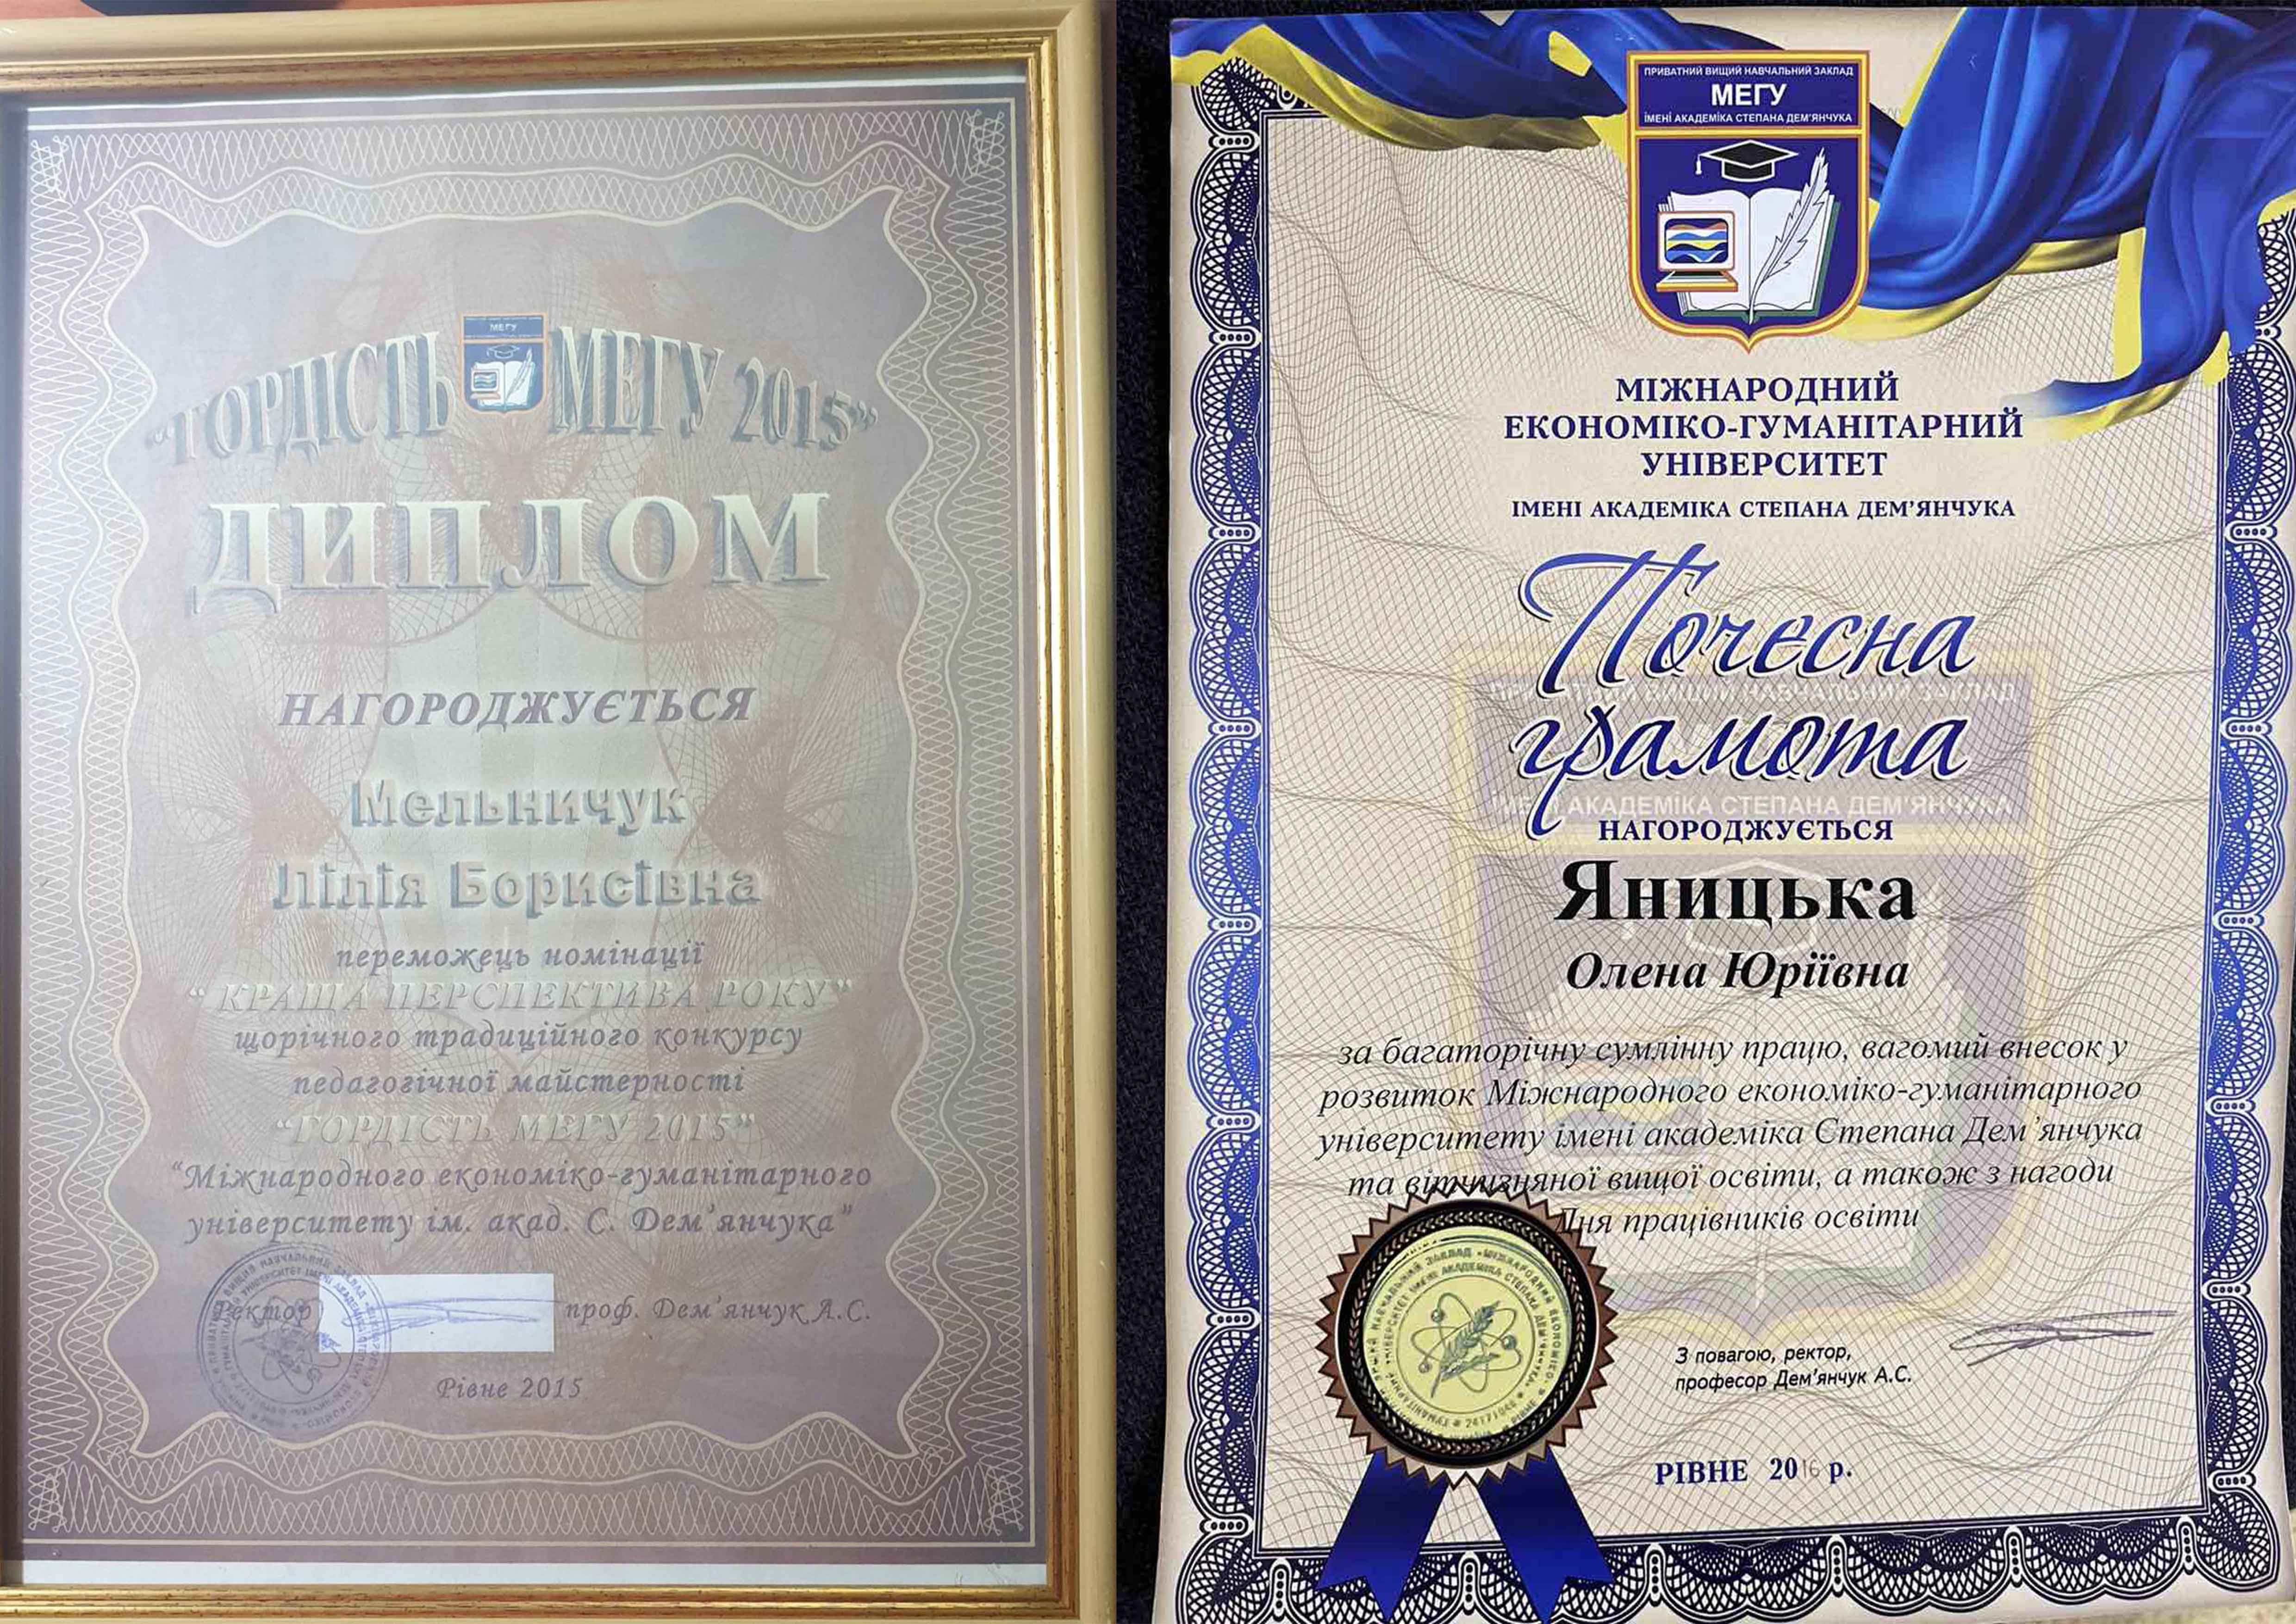 "ГОРДІСТЬ МЕГУ 2015"
МЕГУ
ДИПЛОМ
НАГОРОДЖУЄТЬСЯ
Мельничук
Лілія Борисівна
переможець номінації
" КРАЩА ПЕРСПЕКТИВА РОКУ"
щорічного традиційного конкурсу
педагогічної майстерності
"ГОРДІСТЬ МЕГУ 2015"
"Міжнародного економіко-гуманітарного
університету ім. акад. С. Дем'янчука"
Ректор проф. Дем'янчук А.С.
Рівне 2015
ПРИВАТНИЙ ВИЩИЙ НАВЧАЛЬНИЙ ЗАКЛАД
МЕГУ
ІМЕНІ АКАДЕМІКА СТЕПАНА ДЕМ'ЯНЧУКА
МІЖНАРОДНИЙ
ЕКОНОМІКО-ГУМАНІТАРНИЙ
УНІВЕРСИТЕТ
ІМЕНІ АКАДЕМІКА СТЕПАНА ДЕМ'ЯНЧУКА
Почесна
грамота
АКАДЕМІКА СТЕПАНА ДЕМ'ЯНЧУКА
НАГОРОДЖУЄТЬСЯ
Яницька
Олена Юріївна
за багаторічну сумлінну працю, вагомий внесок у
розвиток Міжнародного економіко-гуманітарного
університету імені академіка Степана Дем'янчука
та вітчизняної вищої освіти, а також з нагоди
Дня працівників освіти
З повагою, ректор,
професор Дем'янчук А.С.
РІВНЕ 2016 р.